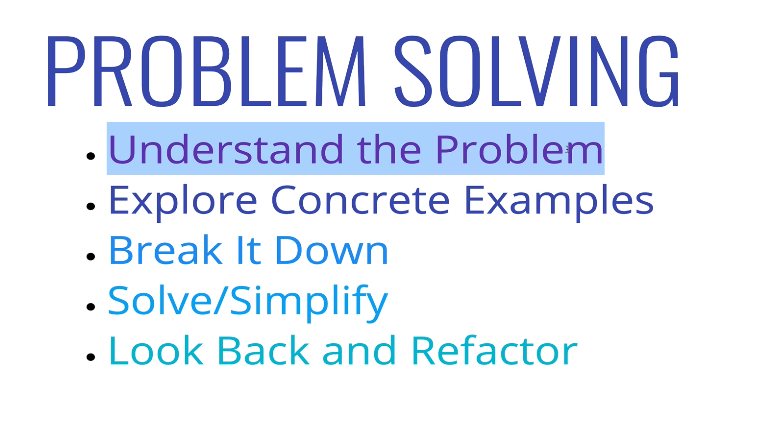 PROBLEM SOLVING
• Understand the Problem
• Explore Concrete Examples
• Break It Down
• Solve/Simplify
• Look Back and Refactor